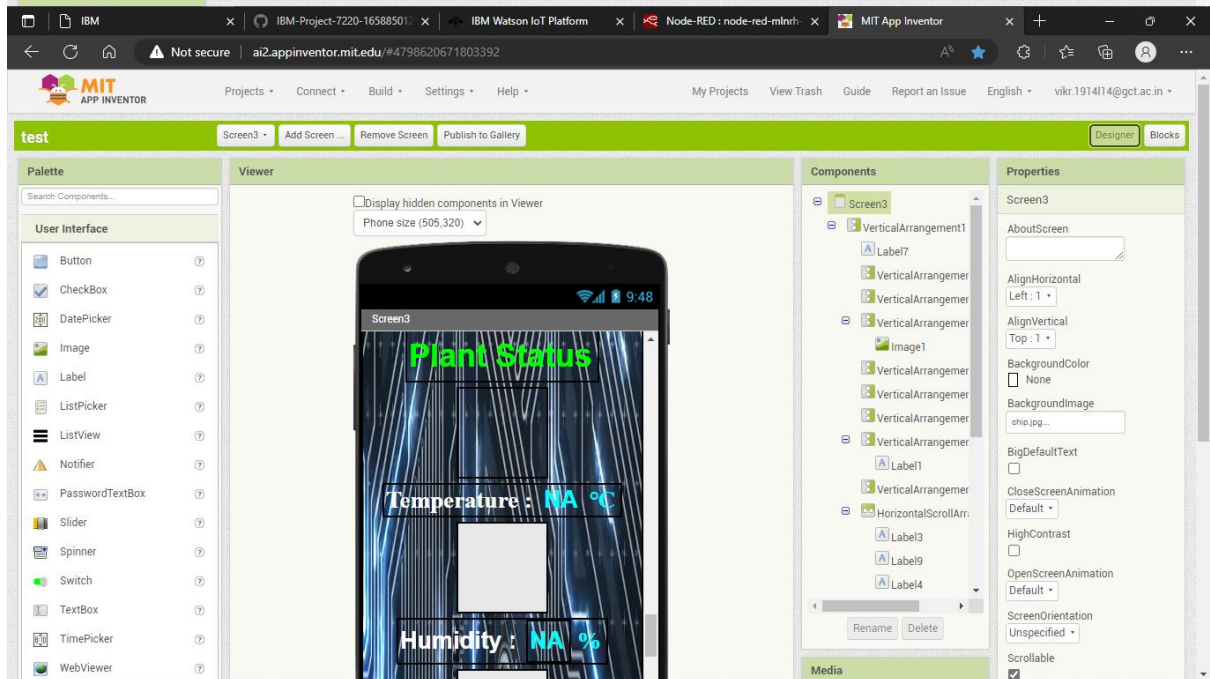 IBM
IBM-Project-7220-16588501
IBM Watson IoT Platform
Node-RED : node-red-mlnrh
MIT App Inventor
Not secure
ai2.appinventor.mit.edu/#4798620671803392
MIT
APP INVENTOR
Projects
Connect
Build
Settings
Help
My Projects
View Trash
Guide
Report an Issue
English
vikr.1914l14@gct.ac.in
test
Screen3
Add Screen ...
Remove Screen
Publish to Gallery
Designer
Blocks
Palette
Search Components...
User Interface
Button
CheckBox
DatePicker
Image
Label
ListPicker
ListView
Notifier
PasswordTextBox
Slider
Spinner
Switch
TextBox
TimePicker
WebViewer
Viewer
Display hidden components in Viewer
Phone size (505,320)
9:48
Screen3
Plant Status
Temperature : NA °C
Humidity : NA %
Components
Screen3
VerticalArrangement1
Label7
VerticalArrangemer
VerticalArrangemer
VerticalArrangemer
Image1
VerticalArrangemer
VerticalArrangemer
VerticalArrangemer
VerticalArrangemer
Label1
VerticalArrangemer
HorizontalScrollArr
Label3
Label9
Label4
Rename
Delete
Media
Properties
Screen3
AboutScreen
AlignHorizontal
Left : 1
AlignVertical
Top : 1
BackgroundColor
None
BackgroundImage
chip.jpg...
BigDefaultText
CloseScreenAnimation
Default
HighContrast
OpenScreenAnimation
Default
ScreenOrientation
Unspecified
Scrollable